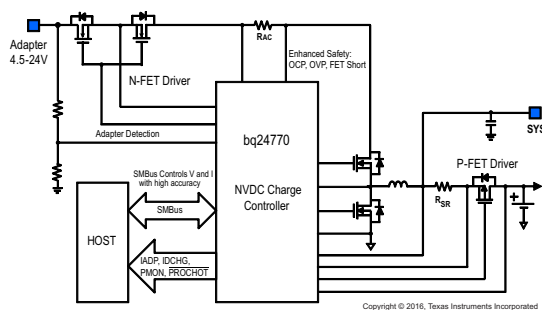 Adapter
4.5-24V
N-FET Driver
RAC
Enhanced Safety:
OCP, OVP, FET Short
Adapter Detection
bq24770
NVDC Charge
Controller
SYS
P-FET Driver
RSR
+
SMBus Controls V and I
with high accuracy
SMBus
HOST
IADP, IDCHG,
PMON, PROCHOT
Copyright © 2016, Texas Instruments Incorporated